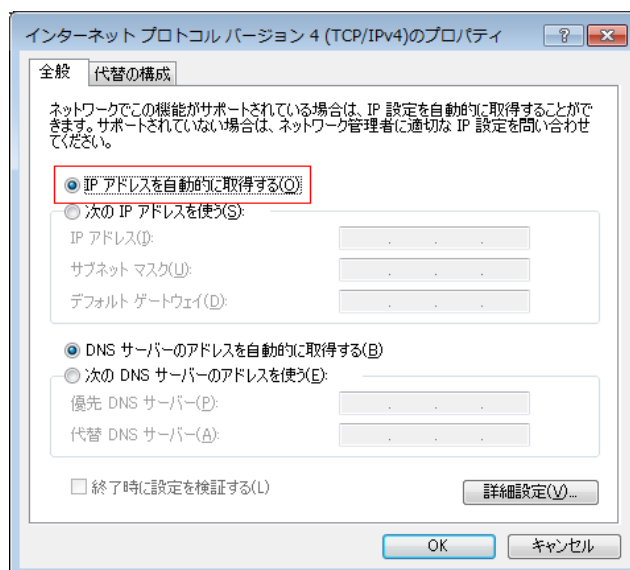 インターネット プロトコル バージョン 4 (TCP/IPv4)のプロパティ
全般
代替の構成
ネットワークでこの機能がサポートされている場合は、IP 設定を自動的に取得することがで
きます。サポートされていない場合は、ネットワーク管理者に適切な IP 設定を問い合わせ
てください。
IP アドレスを自動的に取得する(O)
次の IP アドレスを使う(S):
IP アドレス(I):
サブネット マスク(U):
デフォルト ゲートウェイ(D):
DNS サーバーのアドレスを自動的に取得する(B)
次の DNS サーバーのアドレスを使う(E):
優先 DNS サーバー(P):
代替 DNS サーバー(A):
終了時に設定を検証する(L)
詳細設定(V)...
OK
キャンセル